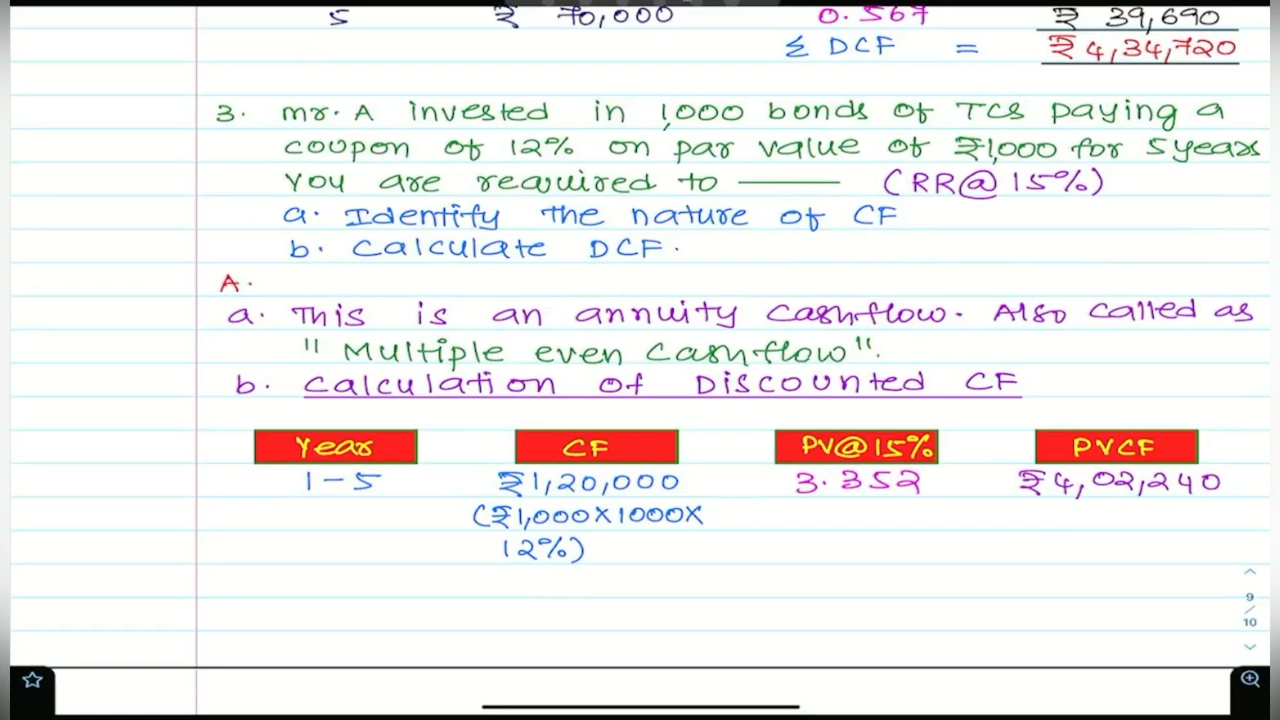 5 ₹ 70,000 0.567 ₹ 39,690
Σ DCF = ₹4,34,720
3. mr. A invested in 1,000 bonds of TCS paying a
coupon of 12% on par value of ₹1,000 for 5years
You are required to ——— (RR@15%)
a. Identify the nature of CF
b. Calculate DCF.
A.
a. This is an annuity cashflow. Also called as
" Multiple even cashflow".
b. Calculation of Discounted CF
Year CF PV@15% PVCF
1-5 ₹1,20,000 3.352 ₹4,02,240
(₹1,000X1000X
12%)
9
/
10